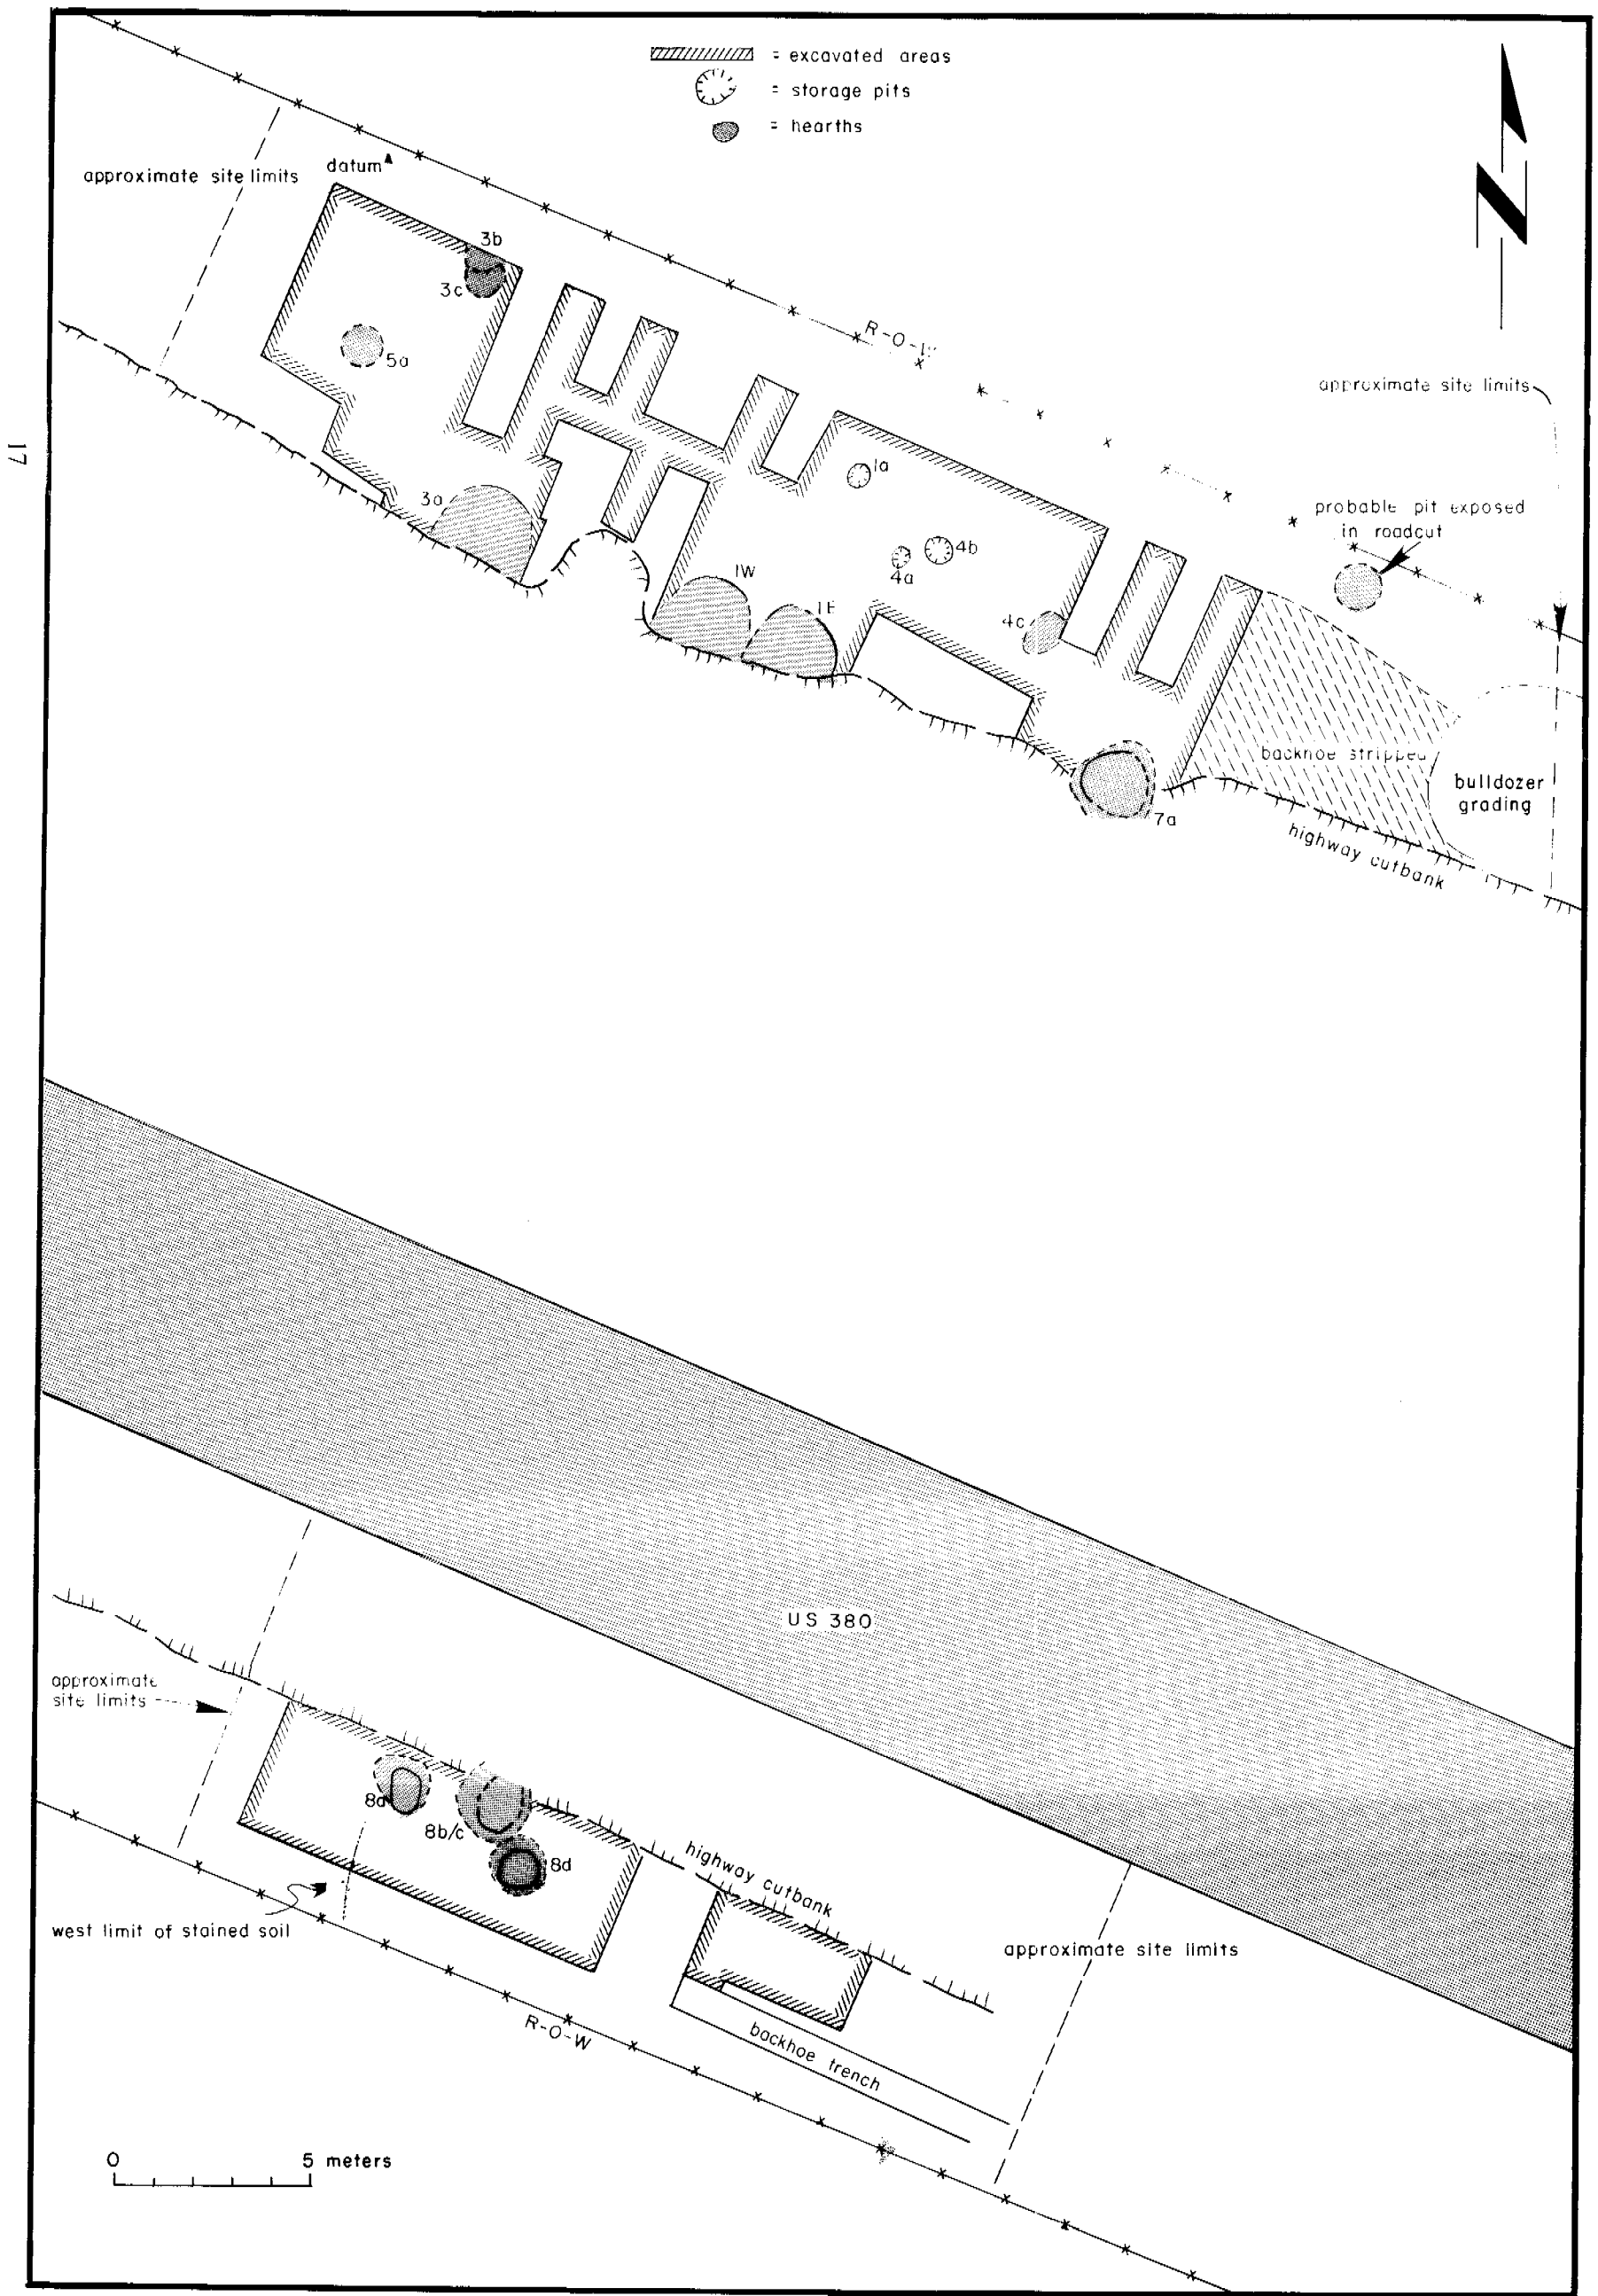 = excavated areas
= storage pits
= hearths
approximate site limits
datum
3b
3c
5a
R-O-W
approximate site limits
1a
3a
4b
4a
probable pit exposed
in roadcut
1W
1E
4c
backhoe stripped
bulldozer
grading
7a
highway cutbank
17
US 380
approximate
site limits
8a
8b/c
8d
highway cutbank
west limit of stained soil
approximate site limits
R-O-W
backhoe trench
0 5 meters
N